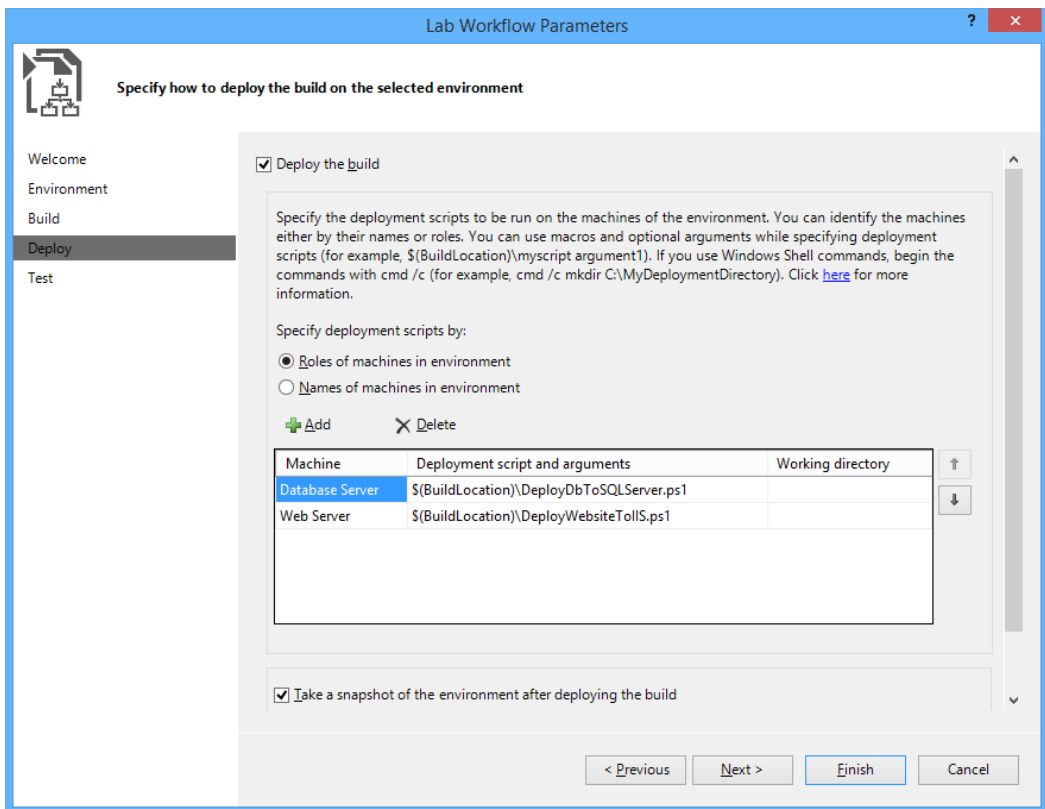 Lab Workflow Parameters
?
Specify how to deploy the build on the selected environment
Welcome
Environment
Build
Deploy
Test
Deploy the build
Specify the deployment scripts to be run on the machines of the environment. You can identify the machines
either by their names or roles. You can use macros and optional arguments while specifying deployment
scripts (for example, $(BuildLocation)\myscript argument1). If you use Windows Shell commands, begin the
commands with cmd /c (for example, cmd /c mkdir C:\MyDeploymentDirectory). Click here for more
information.
Specify deployment scripts by:
Roles of machines in environment
Names of machines in environment
Add Delete
Machine Deployment script and arguments Working directory
Database Server $(BuildLocation)\DeployDbToSQLServer.ps1
Web Server $(BuildLocation)\DeployWebsiteToIIS.ps1
Take a snapshot of the environment after deploying the build
< Previous Next > Finish Cancel